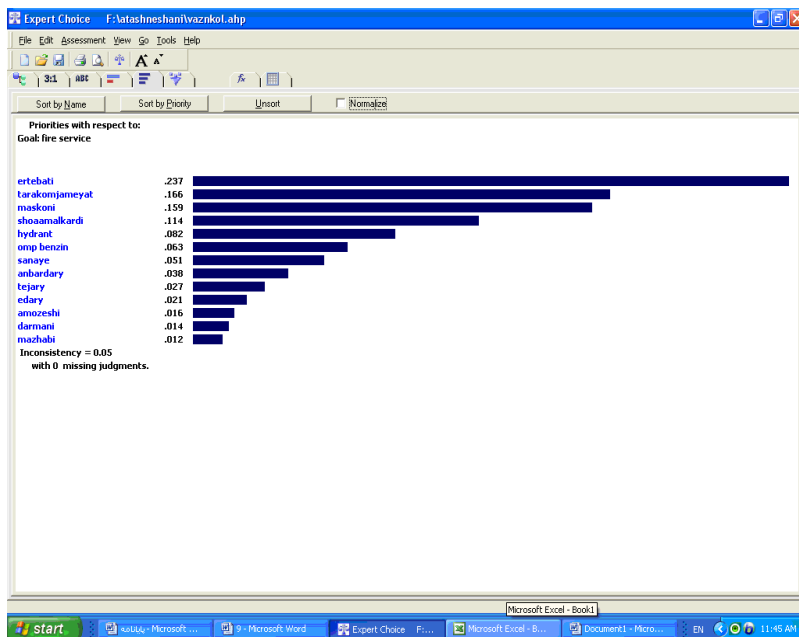 Expert Choice F:\atashneshani\vaznkol.ahp
File Edit Assessment View Go Tools Help
3:1 ABC
Sort by Name Sort by Priority Unsort Normalize
Priorities with respect to:
Goal: fire service
ertebati .237
tarakomjameyat .166
maskoni .159
shoaamalkardi .114
hydrant .082
omp benzin .063
sanaye .051
anbardary .038
tejary .027
edary .021
amozeshi .016
darmani .014
mazhabi .012
Inconsistency = 0.05
with 0 missing judgments.
Microsoft Excel - Book1
start پایانامه - Microsoft ... 9 - Microsoft Word Expert Choice F:... Microsoft Excel - B... Document1 - Micro... EN 11:45 AM